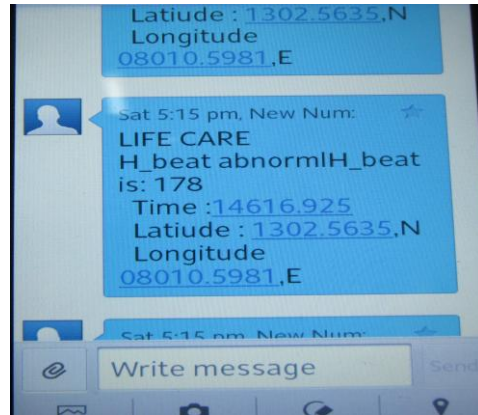 Latiude : 1302.5635,N
Longitude
08010.5981,E
Sat 5:15 pm, New Num:
LIFE CARE
H_beat abnormlH_beat
is: 178
Time :14616.925
Latiude : 1302.5635,N
Longitude
08010.5981,E
Sat 5:15 pm, New Num:
Write message
Send